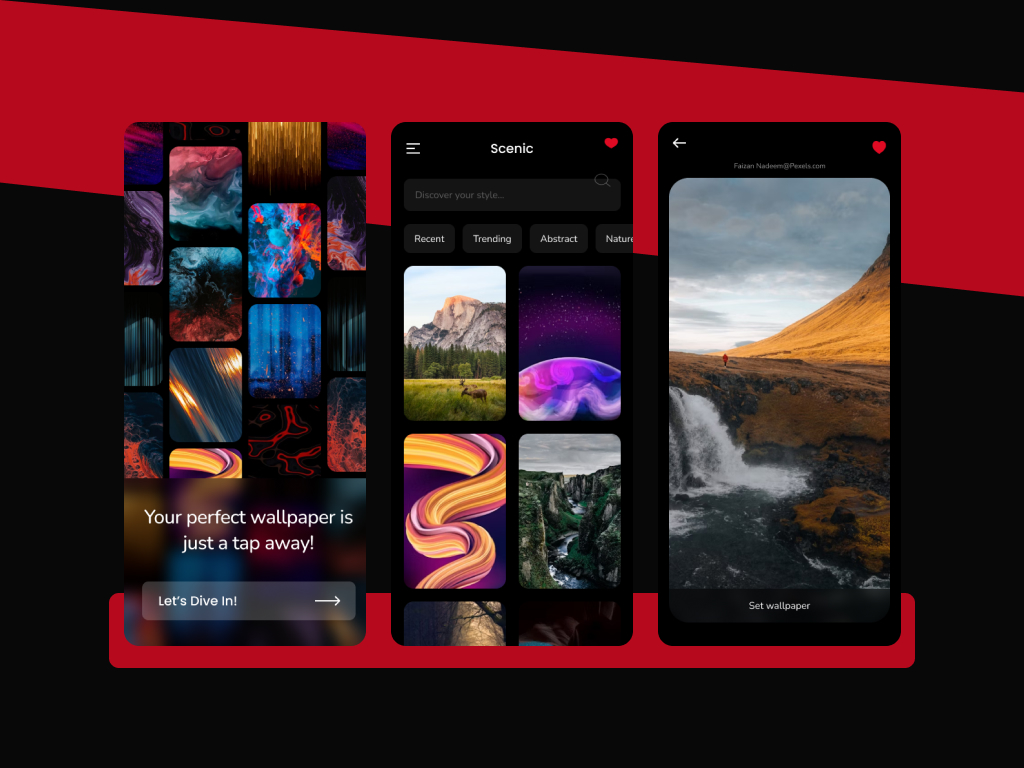 Your perfect wallpaper is
just a tap away!
Let's Dive In!
Scenic
Discover your style...
Recent
Trending
Abstract
Nature
Faizan Nadeem@Pexels.com
Set wallpaper